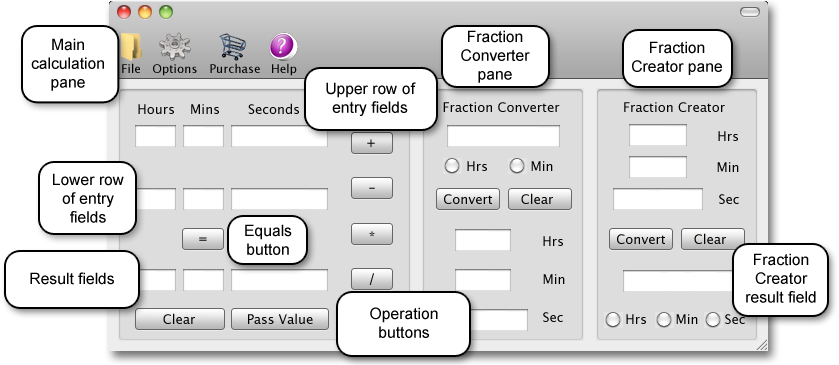 Main
calculation
pane
File
Options
Purchase
Help
Fraction
Converter
pane
Fraction
Creator pane
Upper row of
entry fields
Hours
Mins
Seconds
+
-
*
/
Lower row
of entry
fields
=
Equals
button
Result fields
Clear
Pass Value
Operation
buttons
Fraction Converter
Hrs
Min
Convert
Clear
Hrs
Min
Sec
Fraction Creator
Hrs
Min
Sec
Convert
Clear
Fraction
Creator
result field
Hrs
Min
Sec